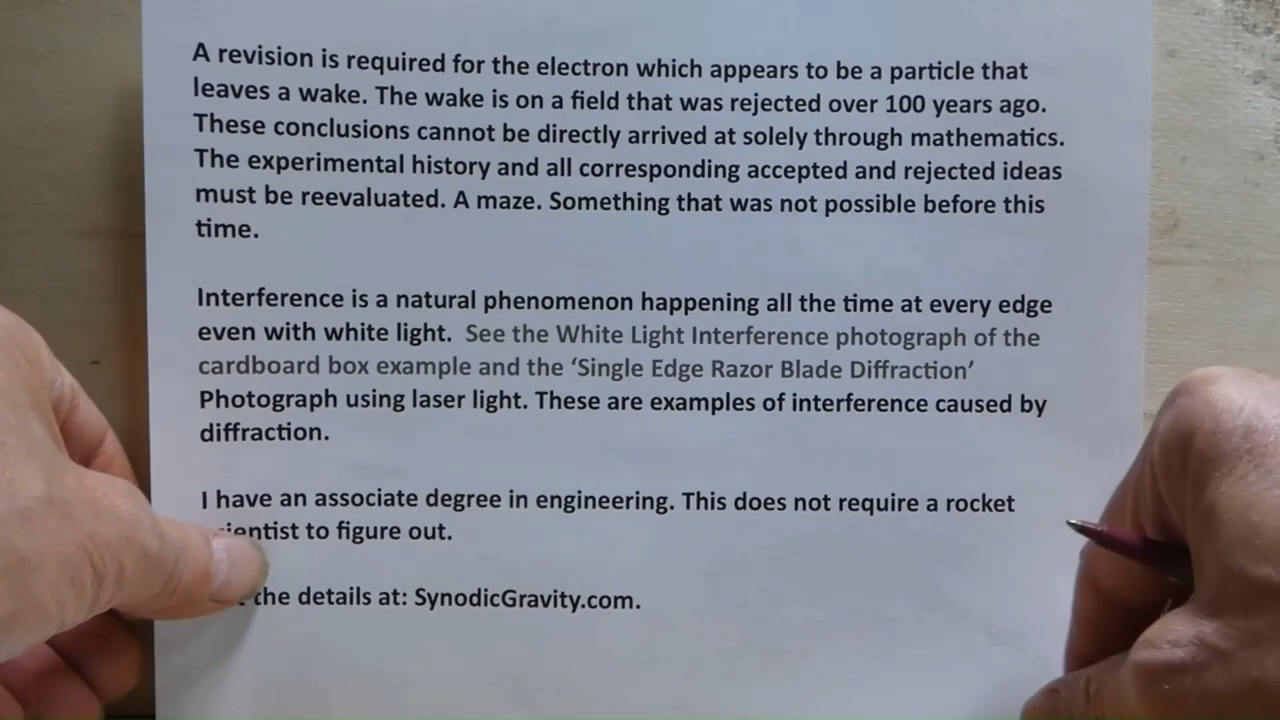 A revision is required for the electron which appears to be a particle that
leaves a wake. The wake is on a field that was rejected over 100 years ago.
These conclusions cannot be directly arrived at solely through mathematics.
The experimental history and all corresponding accepted and rejected ideas
must be reevaluated. A maze. Something that was not possible before this
time.
Interference is a natural phenomenon happening all the time at every edge
even with white light. See the White Light Interference photograph of the
cardboard box example and the ‘Single Edge Razor Blade Diffraction’
Photograph using laser light. These are examples of interference caused by
diffraction.
I have an associate degree in engineering. This does not require a rocket
to figure out.
the details at: SynodicGravity.com.